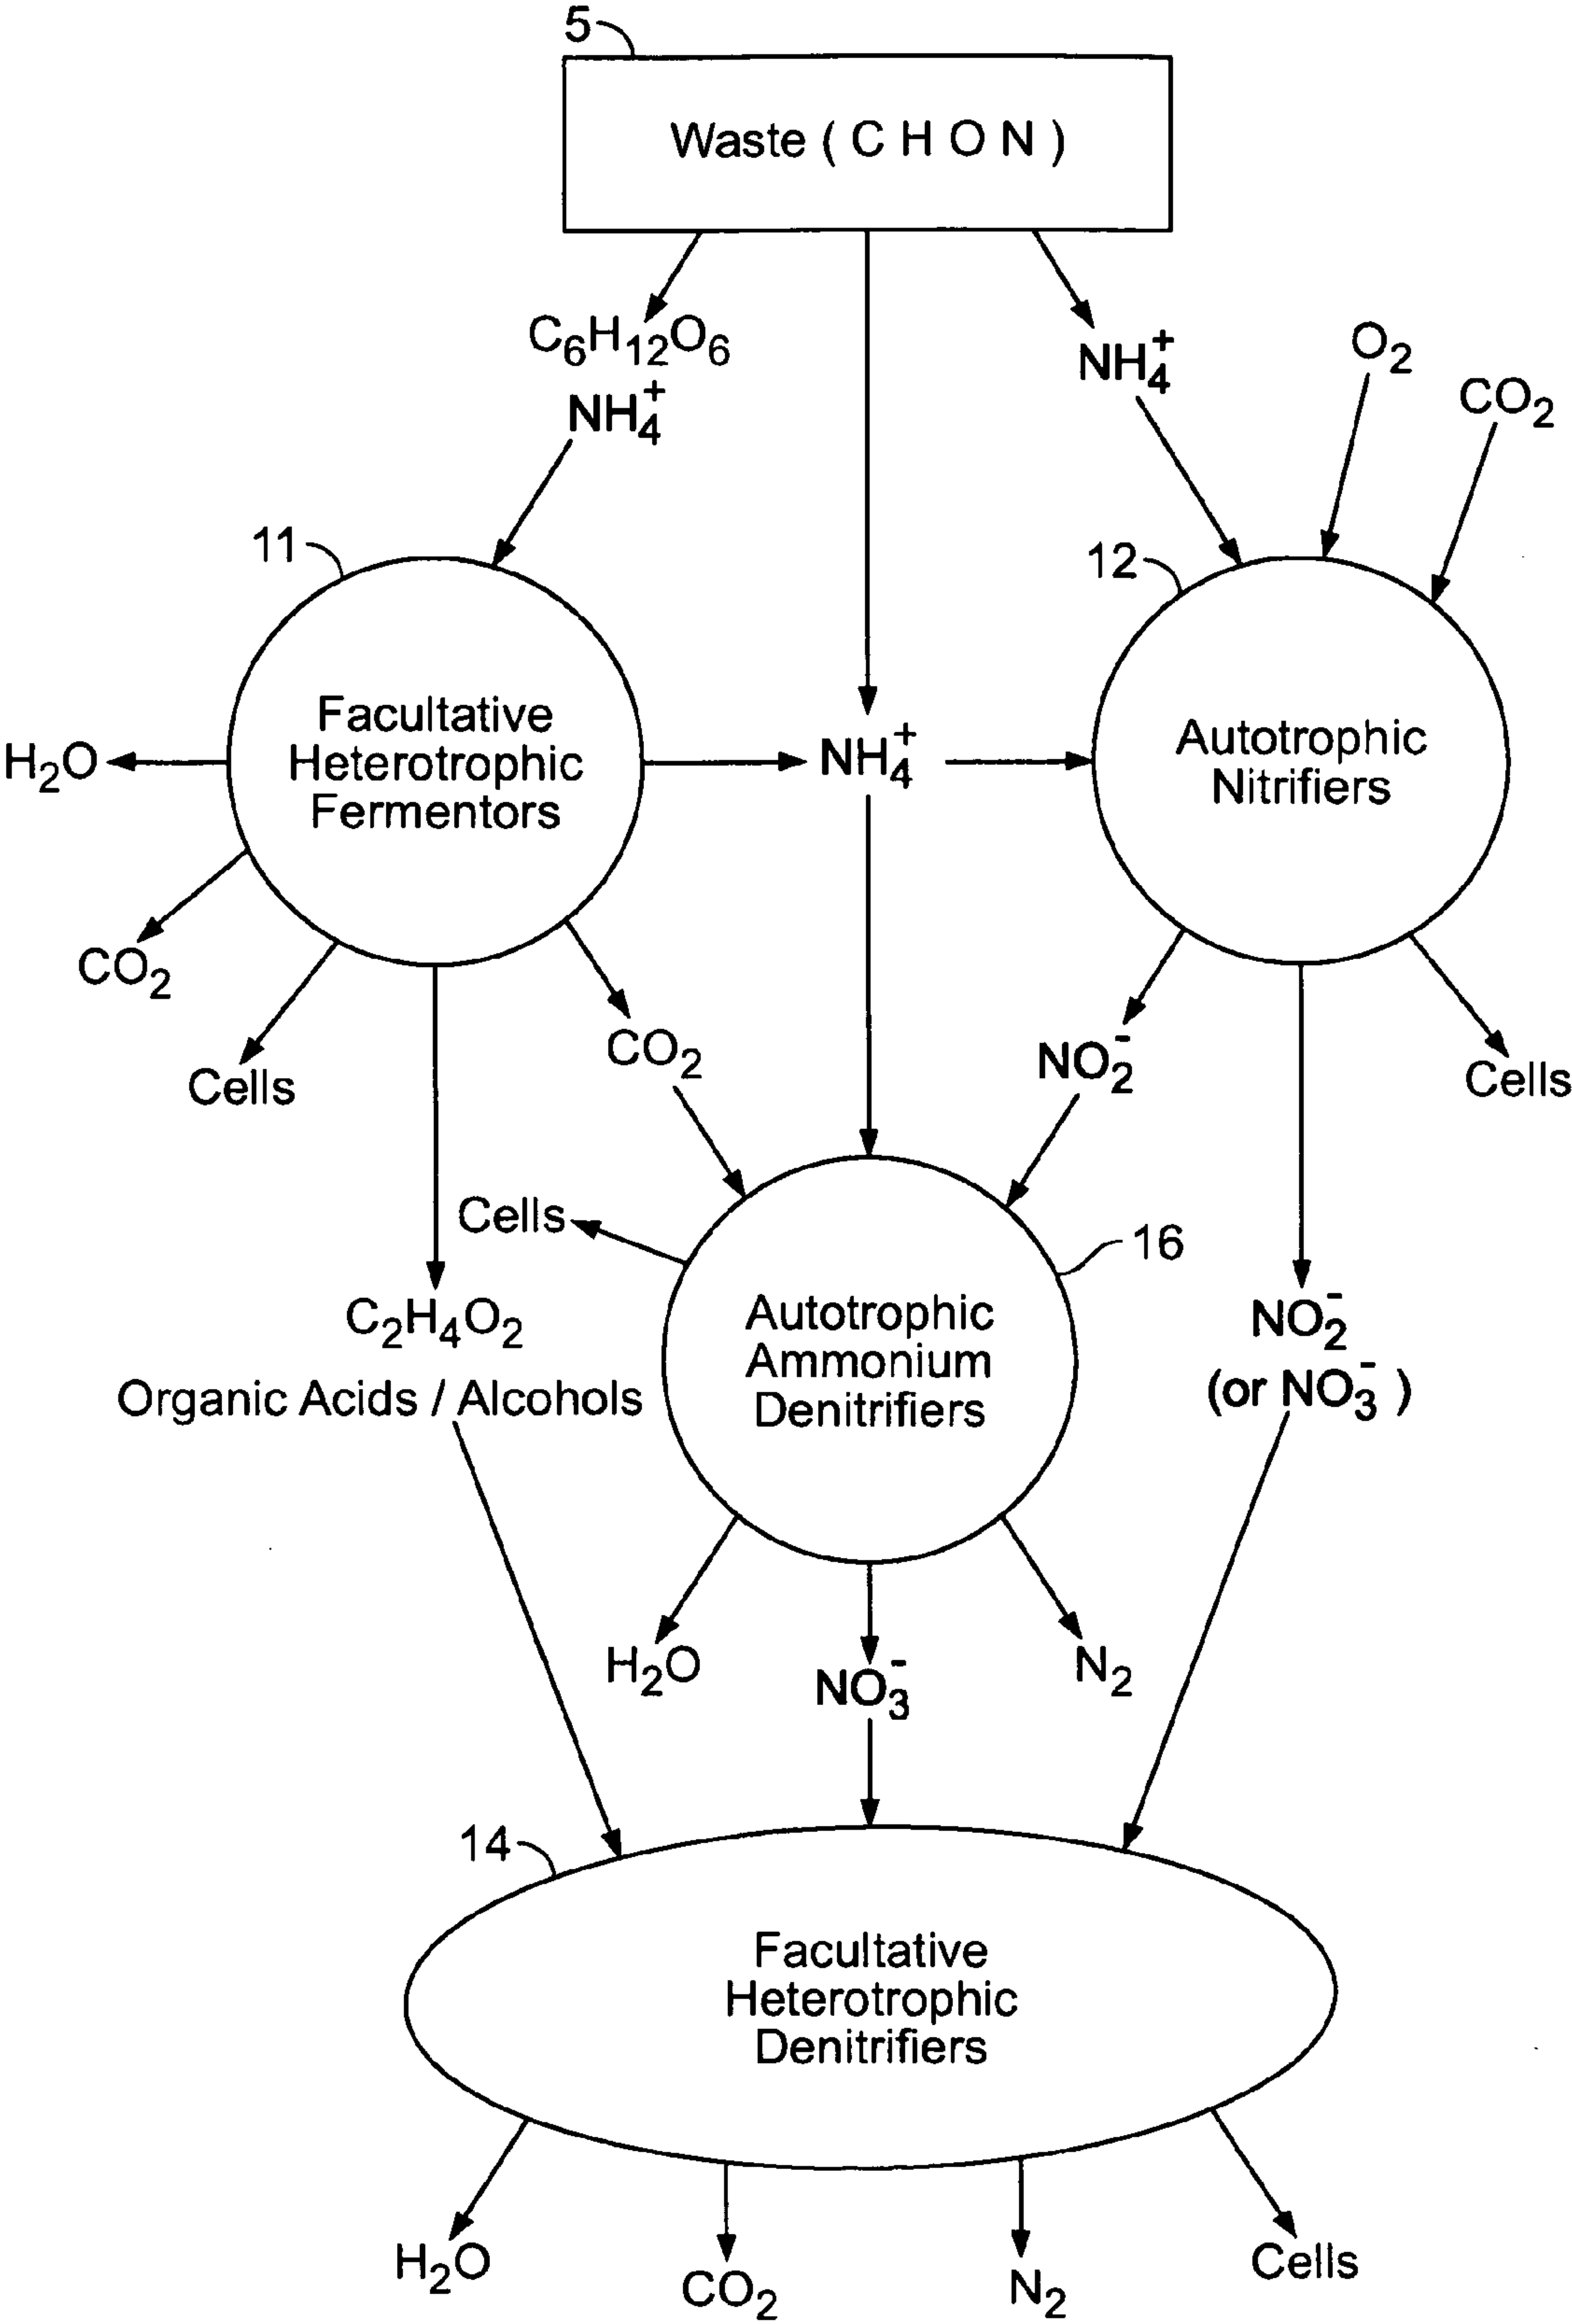 5
Waste ( C H O N )
C₆H₁₂O₆
NH₄⁺
NH₄⁺
O₂
CO₂
11
12
Facultative
Heterotrophic
Fermentors
H₂O
NH₄⁺
Autotrophic
Nitrifiers
CO₂
Cells
CO₂
NO₂⁻
Cells
Cells
16
C₂H₄O₂
Organic Acids / Alcohols
Autotrophic
Ammonium
Denitrifiers
NO₂⁻
(or NO₃⁻ )
H₂O
NO₃⁻
N₂
14
Facultative
Heterotrophic
Denitrifiers
H₂O
CO₂
N₂
Cells